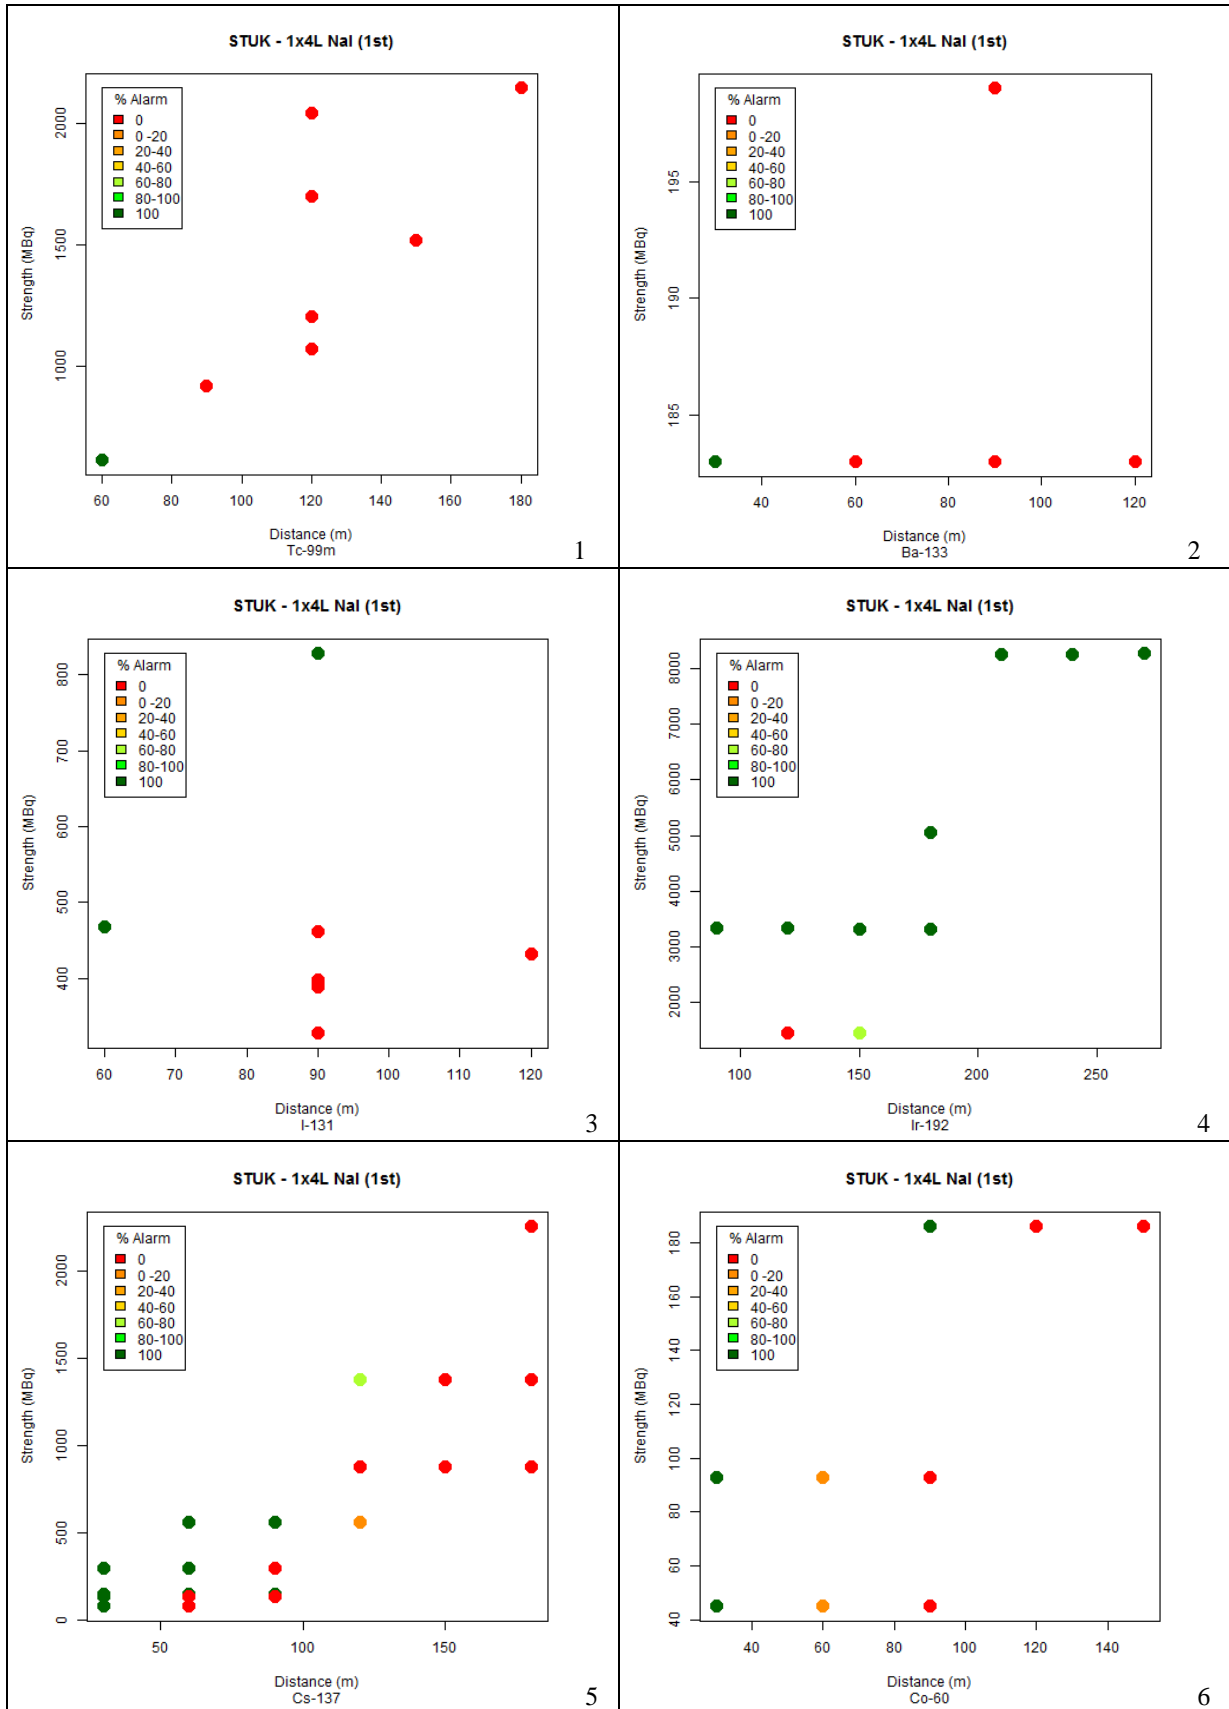 STUK - 1x4L NaI (1st)
% Alarm
0
0 -20
20-40
40-60
60-80
80-100
100
Strength (MBq)
2000
1500
1000
60 80 100 120 140 160 180
Distance (m)
Tc-99m
1
STUK - 1x4L NaI (1st)
% Alarm
0
0 -20
20-40
40-60
60-80
80-100
100
Strength (MBq)
195
190
185
40 60 80 100 120
Distance (m)
Ba-133
2
STUK - 1x4L NaI (1st)
% Alarm
0
0 -20
20-40
40-60
60-80
80-100
100
Strength (MBq)
800
700
600
500
400
60 70 80 90 100 110 120
Distance (m)
I-131
3
STUK - 1x4L NaI (1st)
% Alarm
0
0 -20
20-40
40-60
60-80
80-100
100
Strength (MBq)
8000
7000
6000
5000
4000
3000
2000
100 150 200 250
Distance (m)
Ir-192
4
STUK - 1x4L NaI (1st)
% Alarm
0
0 -20
20-40
40-60
60-80
80-100
100
Strength (MBq)
2000
1500
1000
500
0
50 100 150
Distance (m)
Cs-137
5
STUK - 1x4L NaI (1st)
% Alarm
0
0 -20
20-40
40-60
60-80
80-100
100
Strength (MBq)
180
160
140
120
100
80
60
40
40 60 80 100 120 140
Distance (m)
Co-60
6